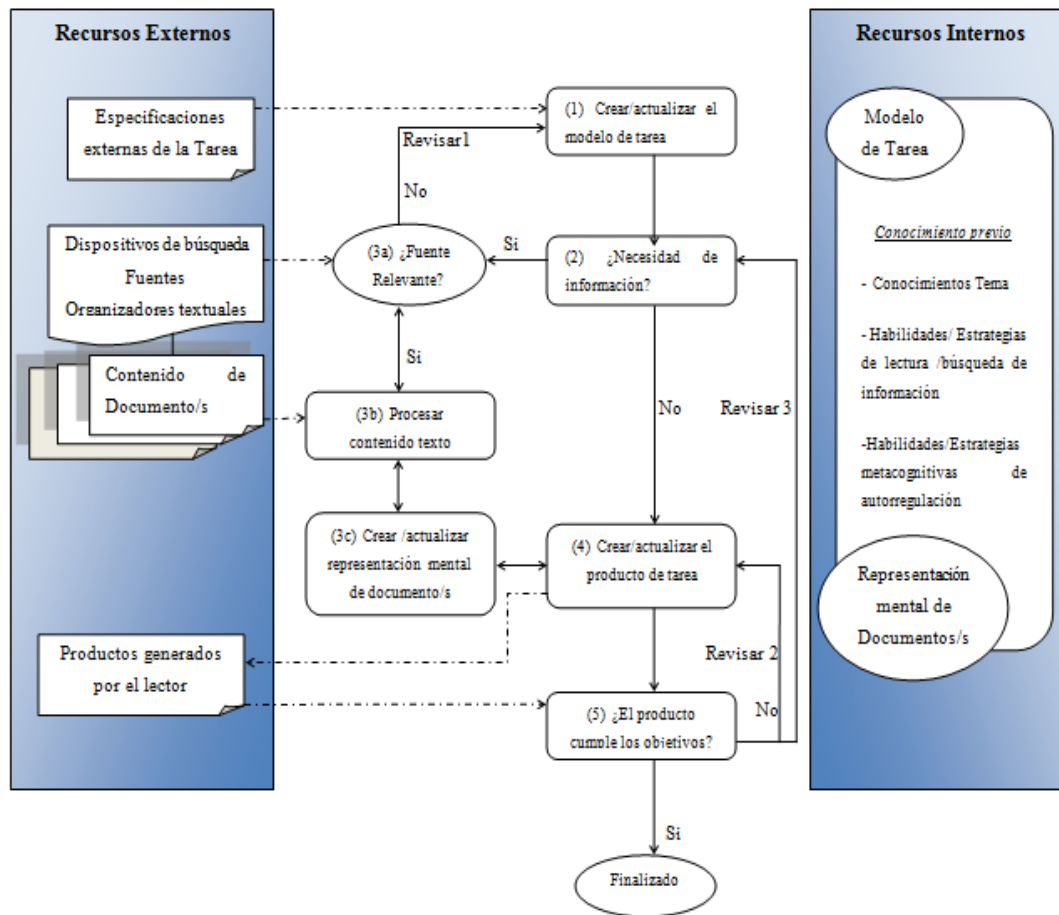 Recursos Externos
Especificaciones
externas de la Tarea
Dispositivos de búsqueda
Fuentes
Organizadores textuales
Contenido de
Documento/s
Productos generados
por el lector
(1) Crear/actualizar el
modelo de tarea
Revisar1
No
(3a) ¿Fuente
Relevante?
Si
(2) ¿Necesidad de
información?
Si
No
Revisar 3
(3b) Procesar
contenido texto
(3c) Crear /actualizar
representación mental
de documento/s
(4) Crear/actualizar el
producto de tarea
Revisar 2
No
(5) ¿El producto
cumple los objetivos?
Si
Finalizado
Recursos Internos
Modelo
de Tarea
Conocimiento previo
- Conocimientos Tema
- Habilidades/ Estrategias
de lectura /búsqueda de
información
-Habilidades/Estrategias
metacognitivas de
autorregulación
Representación
mental de
Documentos/s